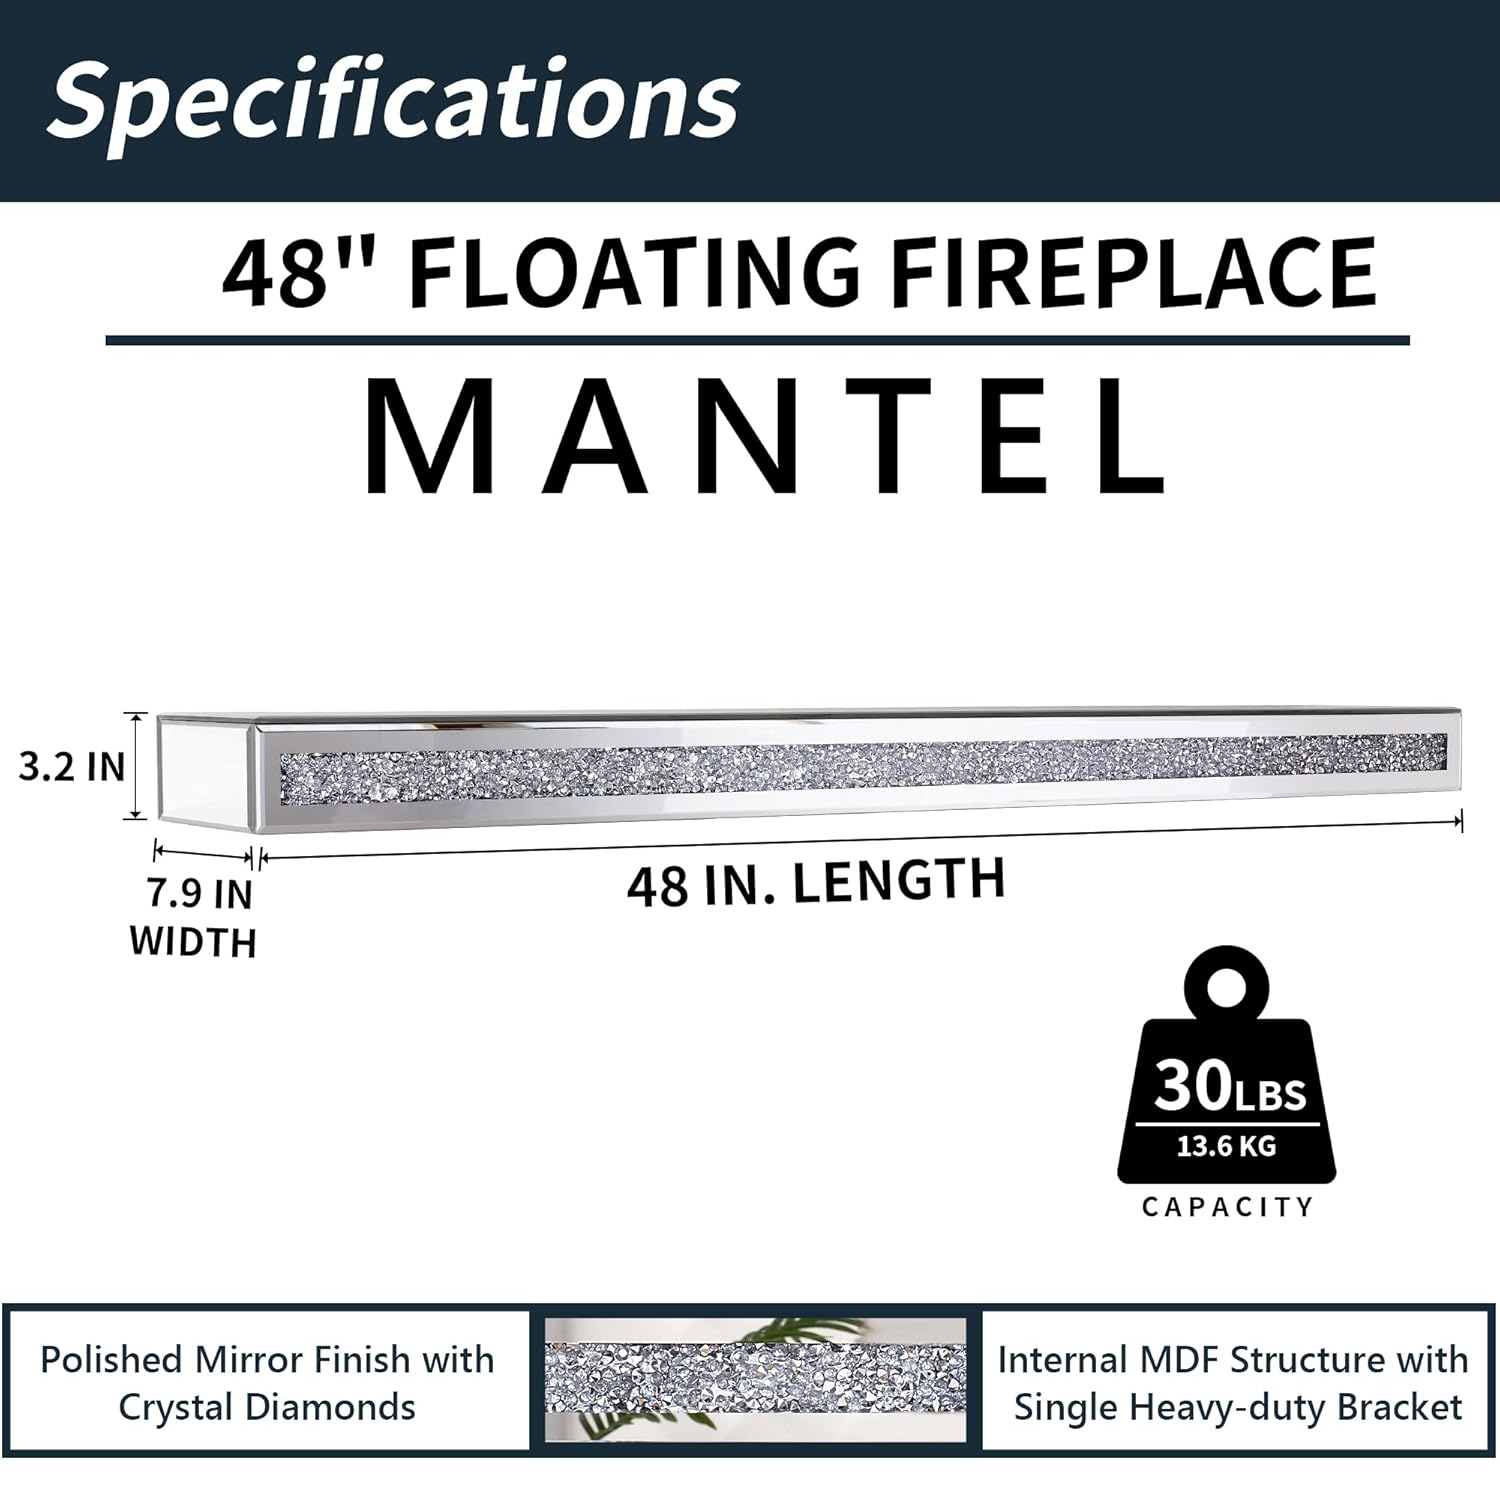 Specifications
48" FLOATING FIREPLACE
MANTEL
3.2 IN
7.9 IN
WIDTH
48 IN. LENGTH
30LBS
13.6 KG
CAPACITY
Polished Mirror Finish with
Crystal Diamonds
Internal MDF Structure with
Single Heavy-duty Bracket